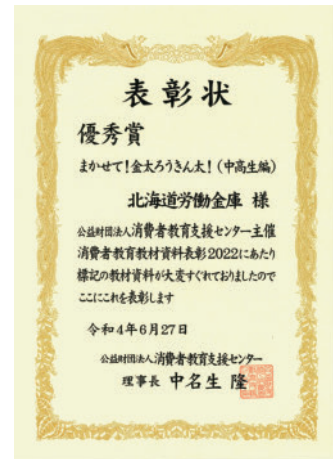 表彰状
優秀賞
まかせて!金太ろうきん太!(中高生編)
北海道労働金庫 様
公益財団法人消費者教育支援センター主催
消費者教育教材資料表彰2022にあたり
標記の教材資料が大変すぐれておりましたので
ここにこれを表彰します
令和4年6月27日
公益財団法人消費者教育支援センター
理事長 中名生 隆